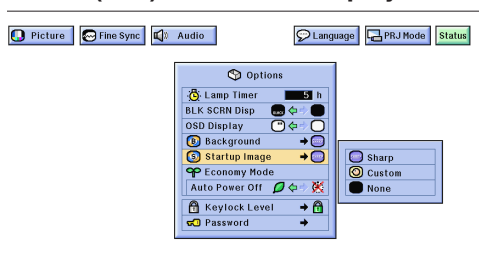 Picture
Fine Sync
Audio
Language
PRJ Mode
Status
Options
Lamp Timer 5 h
BLK SCRN Disp
OSD Display
Background
Startup Image
Economy Mode
Auto Power Off
Keylock Level
Password
Sharp
Custom
None